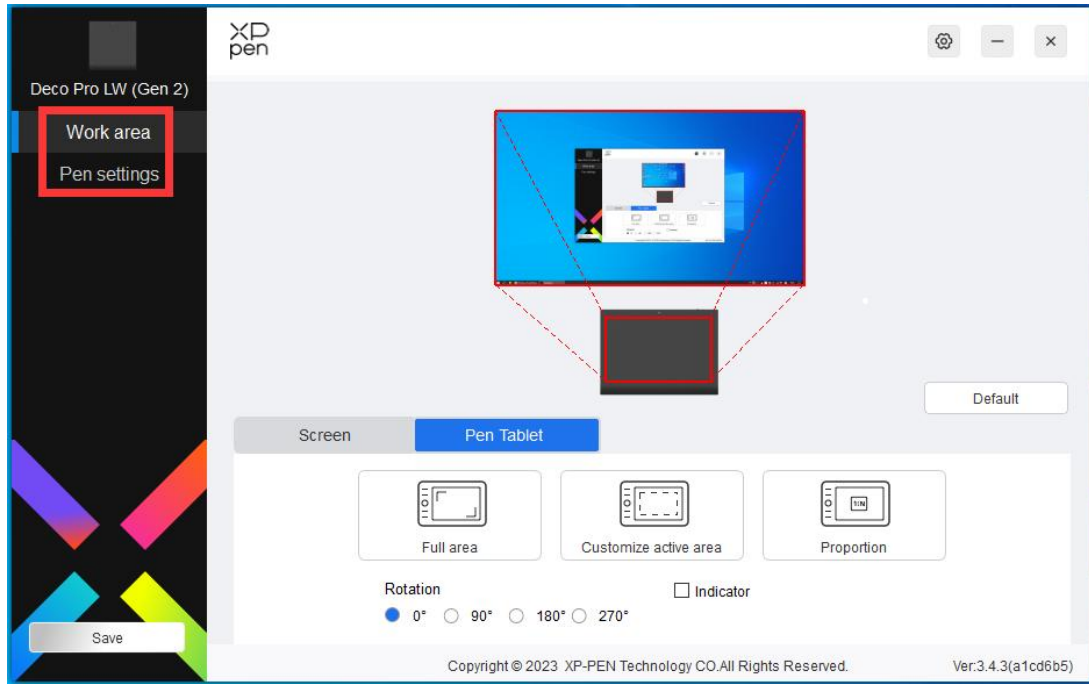 XP
pen
Deco Pro LW (Gen 2)
Work area
Pen settings
Default
Screen
Pen Tablet
Full area
Customize active area
Proportion
Rotation
Indicator
0° 90° 180° 270°
Save
Copyright © 2023 XP-PEN Technology CO.All Rights Reserved.
Ver:3.4.3(a1cd6b5)